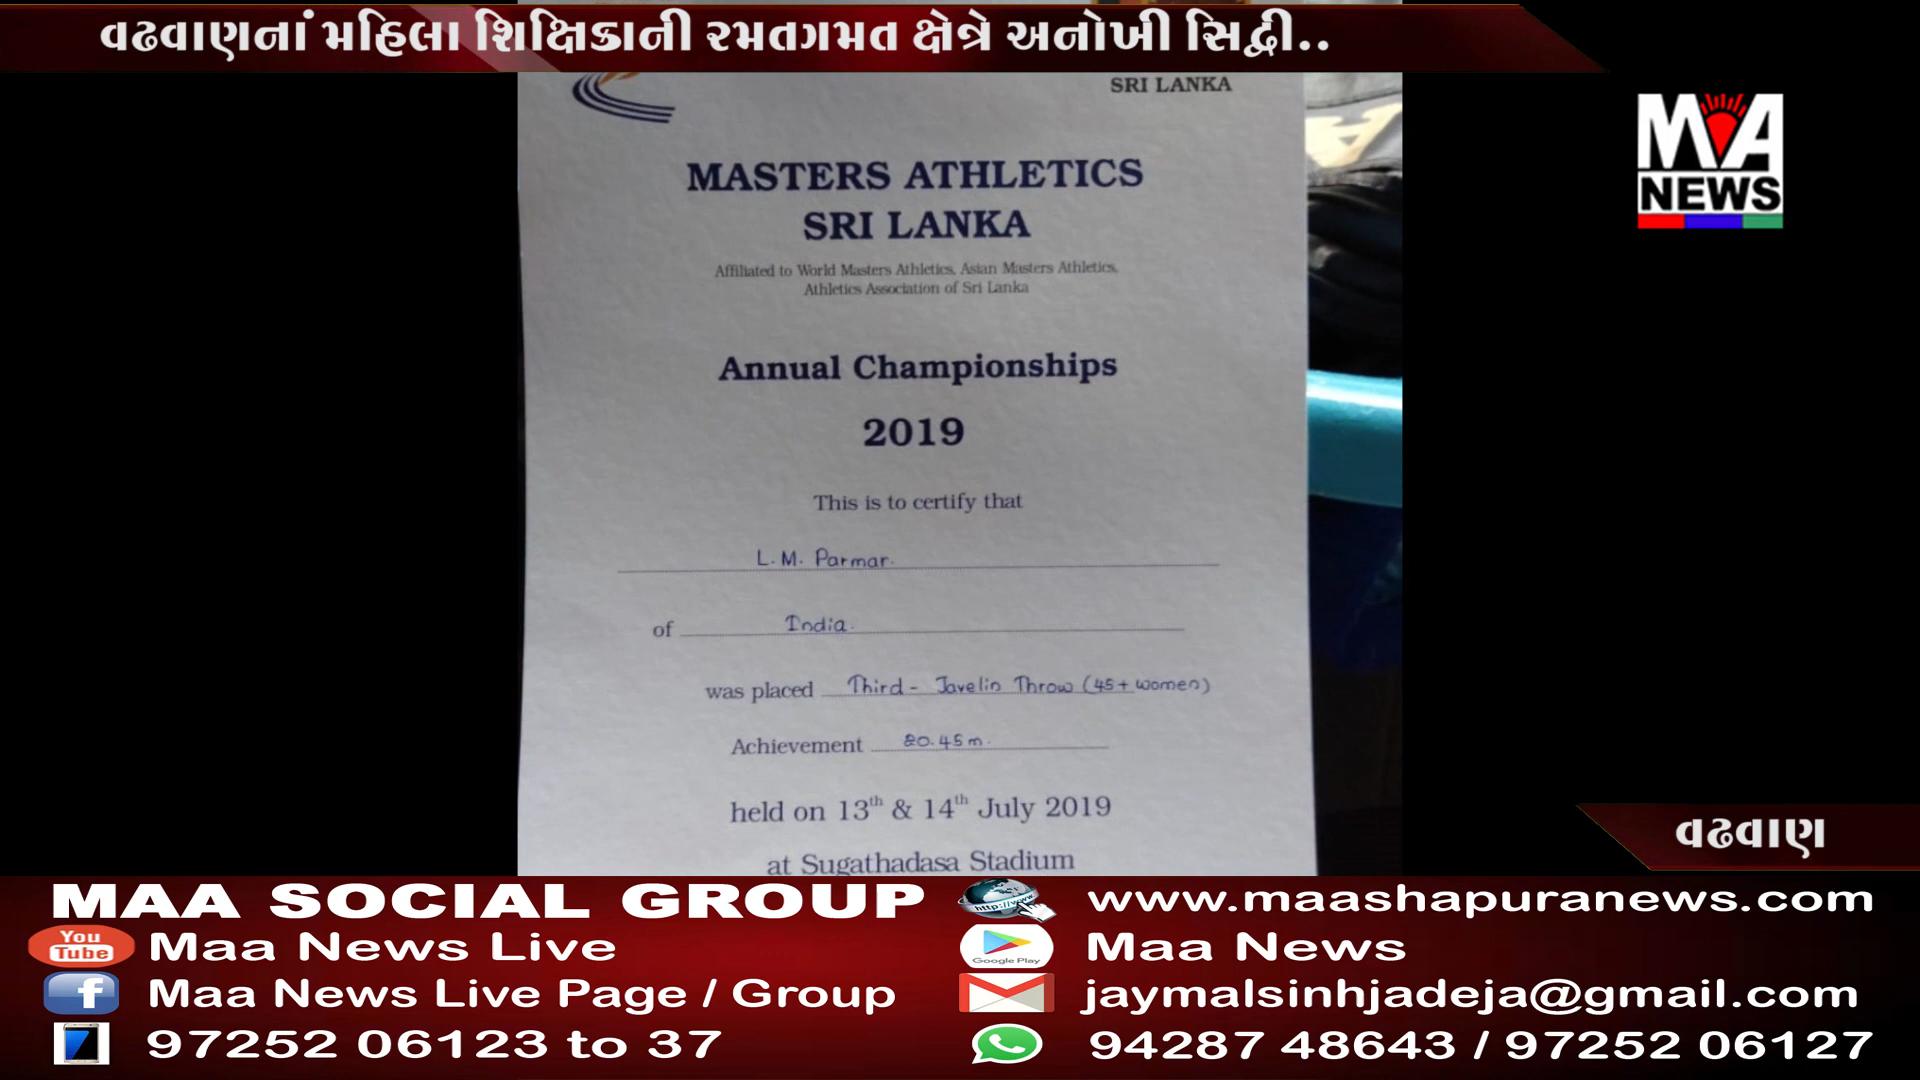 વઢવાણનાં મહિલા શિક્ષિકાની રમતગમત ક્ષેત્રે અનોખી સિદ્ધી..
SRI LANKA
MAA
NEWS
MASTERS ATHLETICS
SRI LANKA
Affiliated to World Masters Athletics, Asian Masters Athletics,
Athletics Association of Sri Lanka
Annual Championships
2019
This is to certify that
L. M. Parmar.
of India.
was placed Third - Javelin Throw (45+ women)
Achievement 20.45 m.
held on 13th & 14th July 2019
at Sugathadasa Stadium
વઢવાણ
MAA SOCIAL GROUP
You Tube Maa News Live
f Maa News Live Page / Group
97252 06123 to 37
http://www. www.maashapuranews.com
Google Play Maa News
jaymalsinhjadeja@gmail.com
94287 48643 / 97252 06127